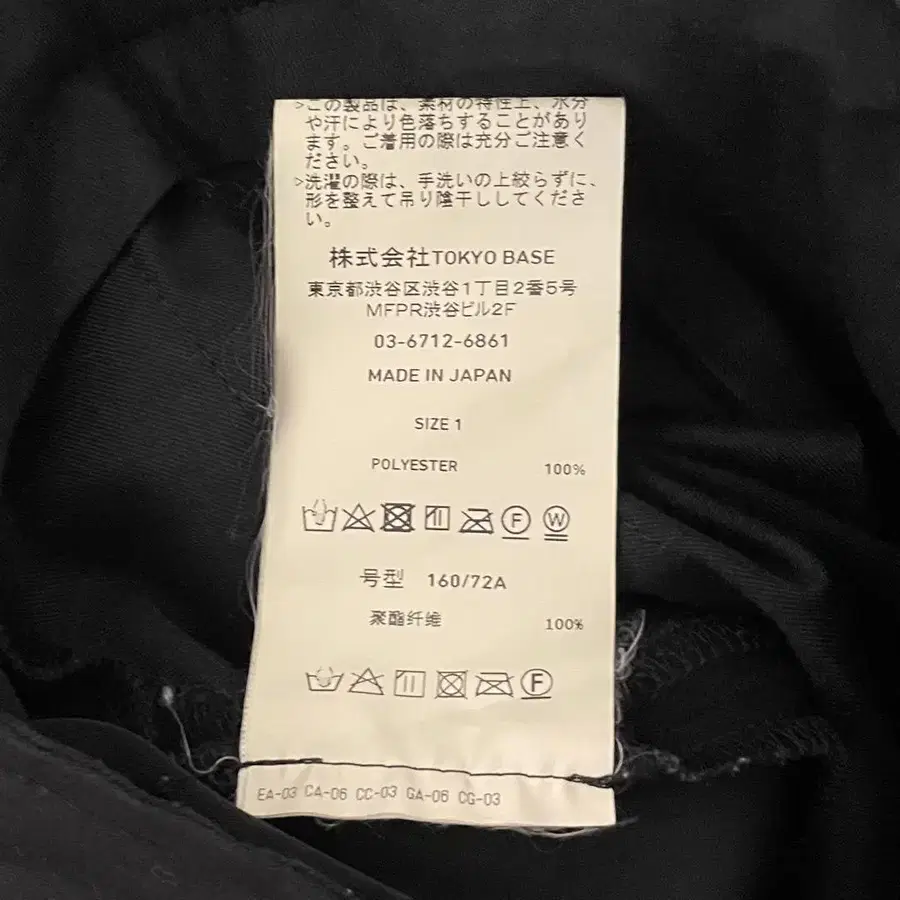 >この製品は、素材の特性上、水分
や汗により色落ちすることがあり
ます。ご着用の際は充分ご注意く
ださい。
>洗濯の際は、手洗いの上絞らずに、
形を整えて吊り陰干ししてくださ
い。
株式会社TOKYO BASE
東京都渋谷区渋谷1丁目2番5号
MFPR渋谷ビル2F
03-6712-6861
MADE IN JAPAN
SIZE 1
POLYESTER 100%
F W
号型 160/72A
聚酯纤维 100%
F
EA-03 CA-06 CC-03 GA-06 CG-03